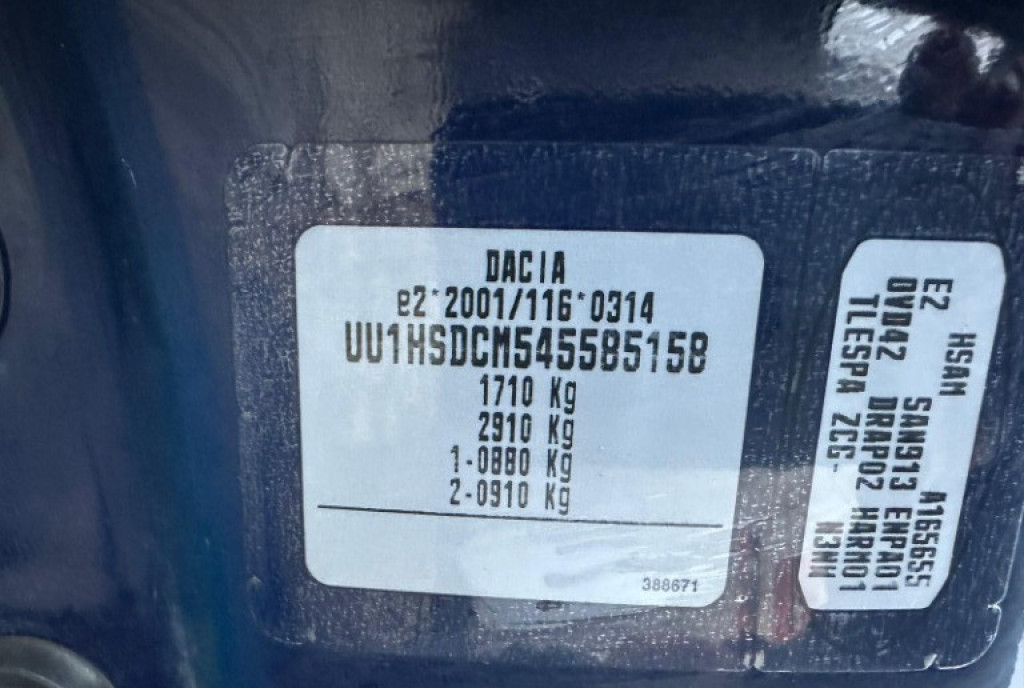 DACIA
e2*2001/116*0314
UU1HSDCM545585158
1710 Kg
2910 Kg
1-0880 Kg
2-0910 Kg
388671
E2 HSAM A165655
OVD42 SAN913 ENPA01
TLESPA DRAP02 HARM01
ZCG- N3NH